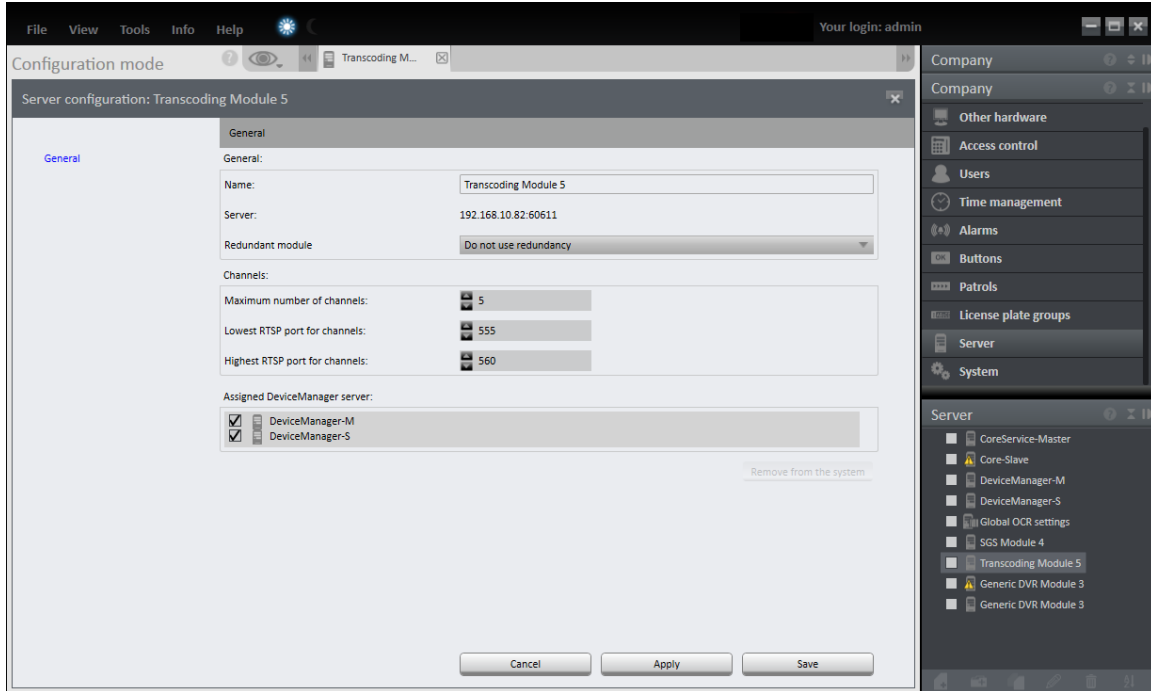 File View Tools Info Help
Your login: admin
Configuration mode
Transcoding M...
Server configuration: Transcoding Module 5
General
General
General:
Name:
Transcoding Module 5
Server:
192.168.10.82:60611
Redundant module
Do not use redundancy
Channels:
Maximum number of channels:
5
Lowest RTSP port for channels:
555
Highest RTSP port for channels:
560
Assigned DeviceManager server:
DeviceManager-M
DeviceManager-S
Remove from the system
Cancel
Apply
Save
Company
Company
Other hardware
Access control
Users
Time management
Alarms
OK
Buttons
Patrols
License plate groups
Server
System
Server
CoreService-Master
Core-Slave
DeviceManager-M
DeviceManager-S
Global OCR settings
SGS Module 4
Transcoding Module 5
Generic DVR Module 3
Generic DVR Module 3